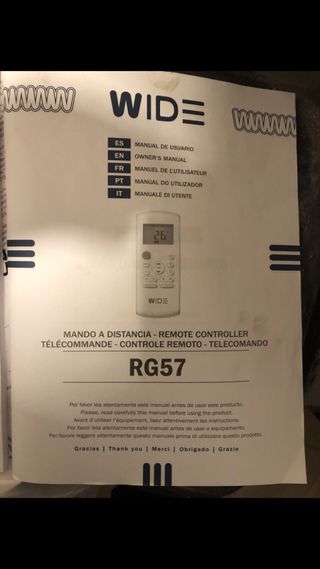 WIDE
ES MANUAL DE USUARIO
EN OWNER'S MANUAL
FR MANUEL DE L'UTILISATEUR
PT MANUAL DO UTILIZADOR
IT MANUALE DI UTENTE
26
WIDE
MANDO A DISTANCIA - REMOTE CONTROLLER
TÉLÉCOMMANDE - CONTROLE REMOTO - TELECOMANDO
RG57
Por favor lea atentamente este manual antes de usar este producto.
Please, read carefully this manual before using the product.
Avant d'utiliser l'équipement, lisez attentivement les instructions.
Por favor leia atentamente este manual antes de usar o equipamento
Per favore leggere attentamente questo manuale prima di utilizzare questo prodotto.
Gracias | Thank you | Merci | Obrigado | Grazie